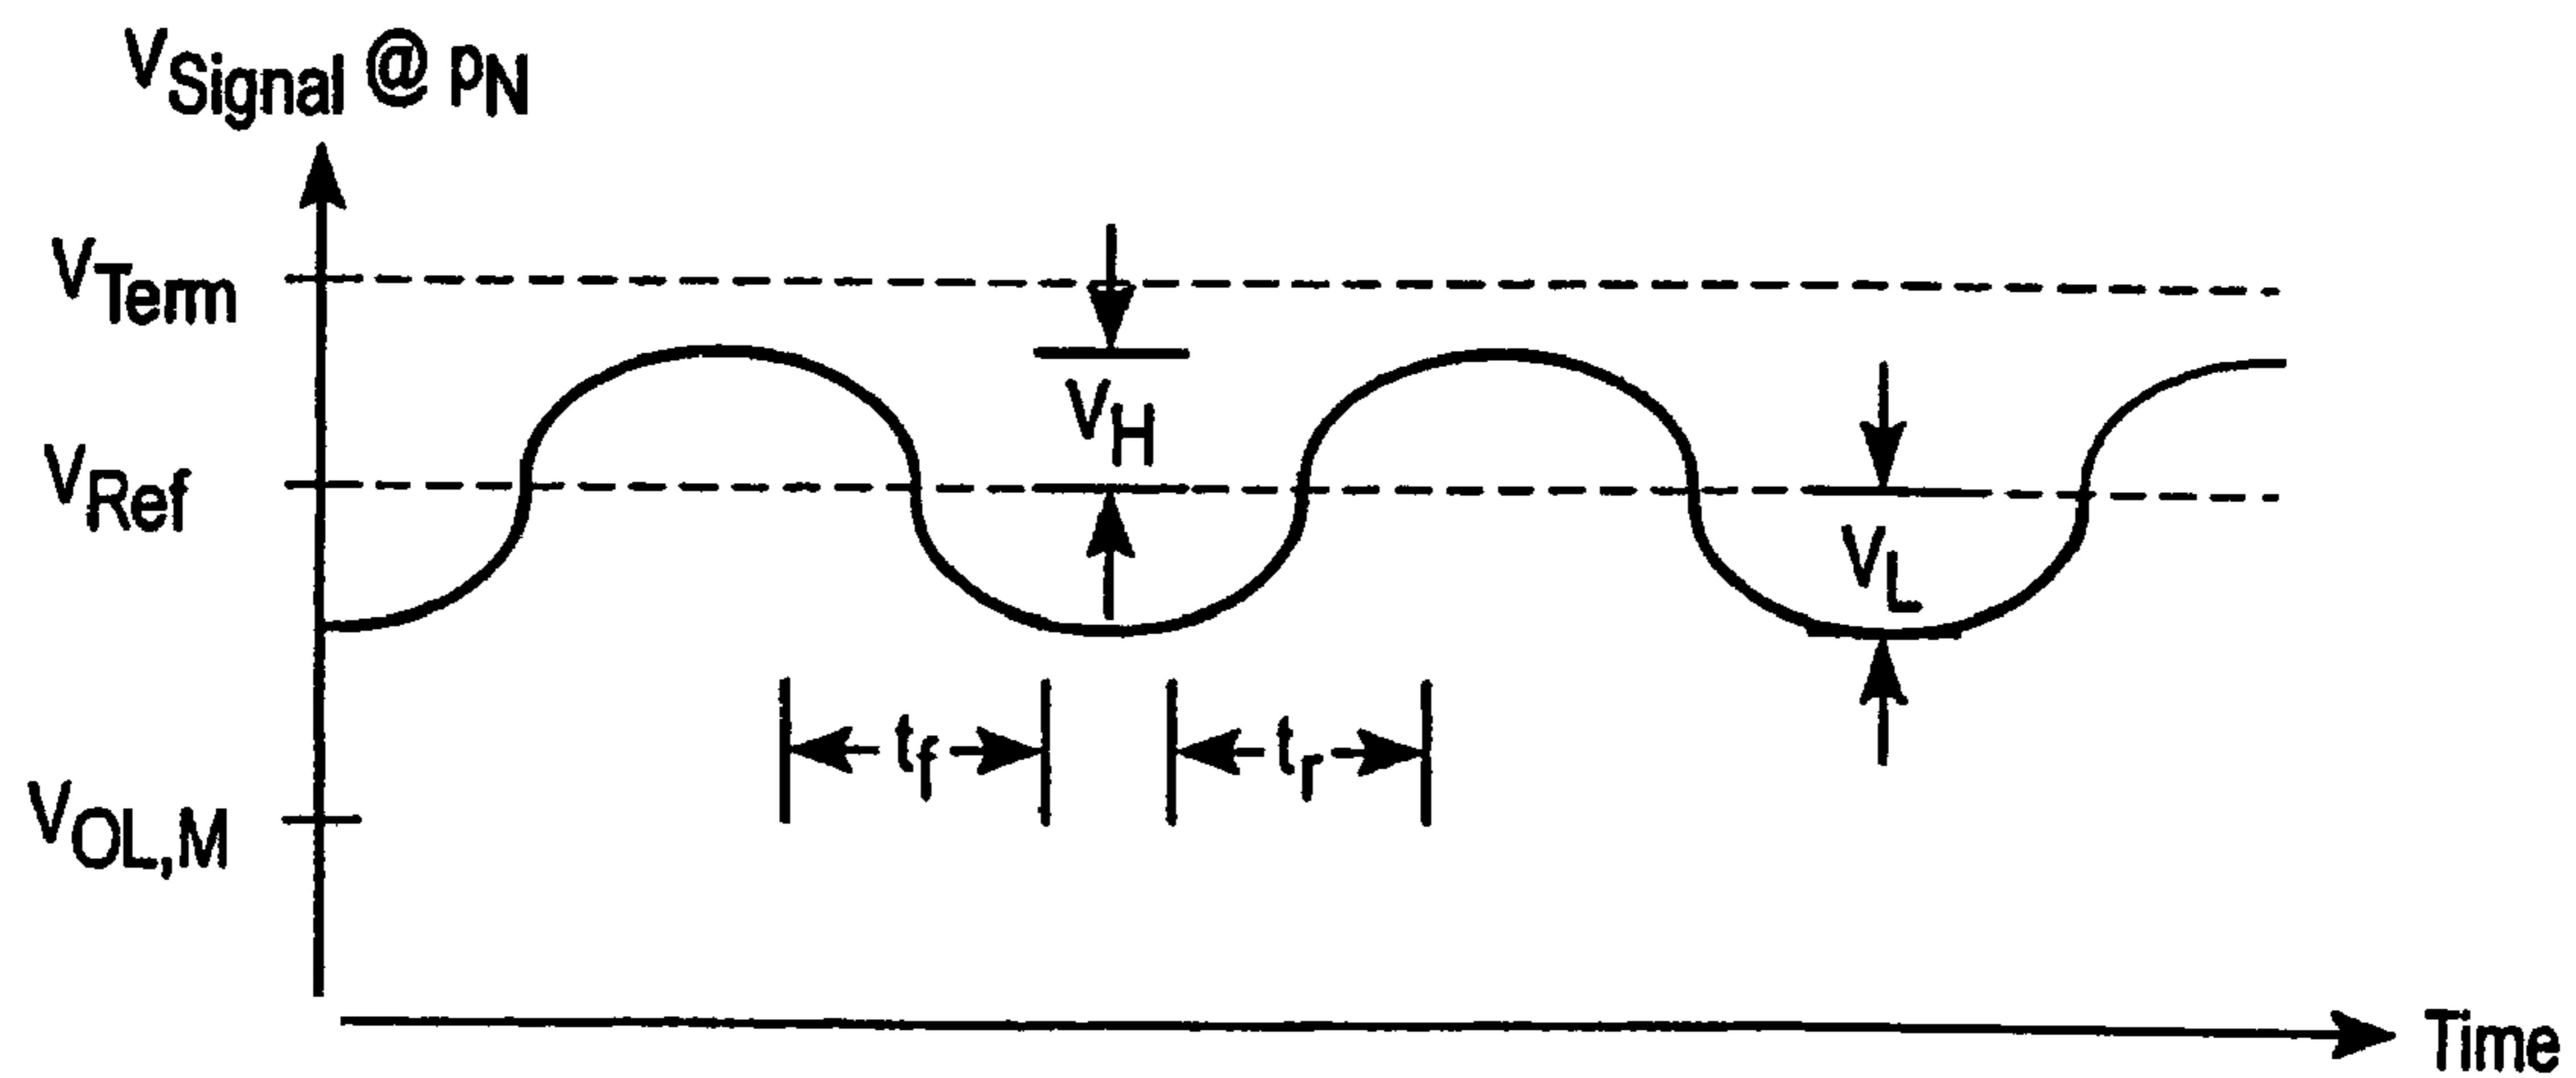 VSignal @ pN
VTerm
VH
VRef
VL
tf
tr
VOL,M
Time